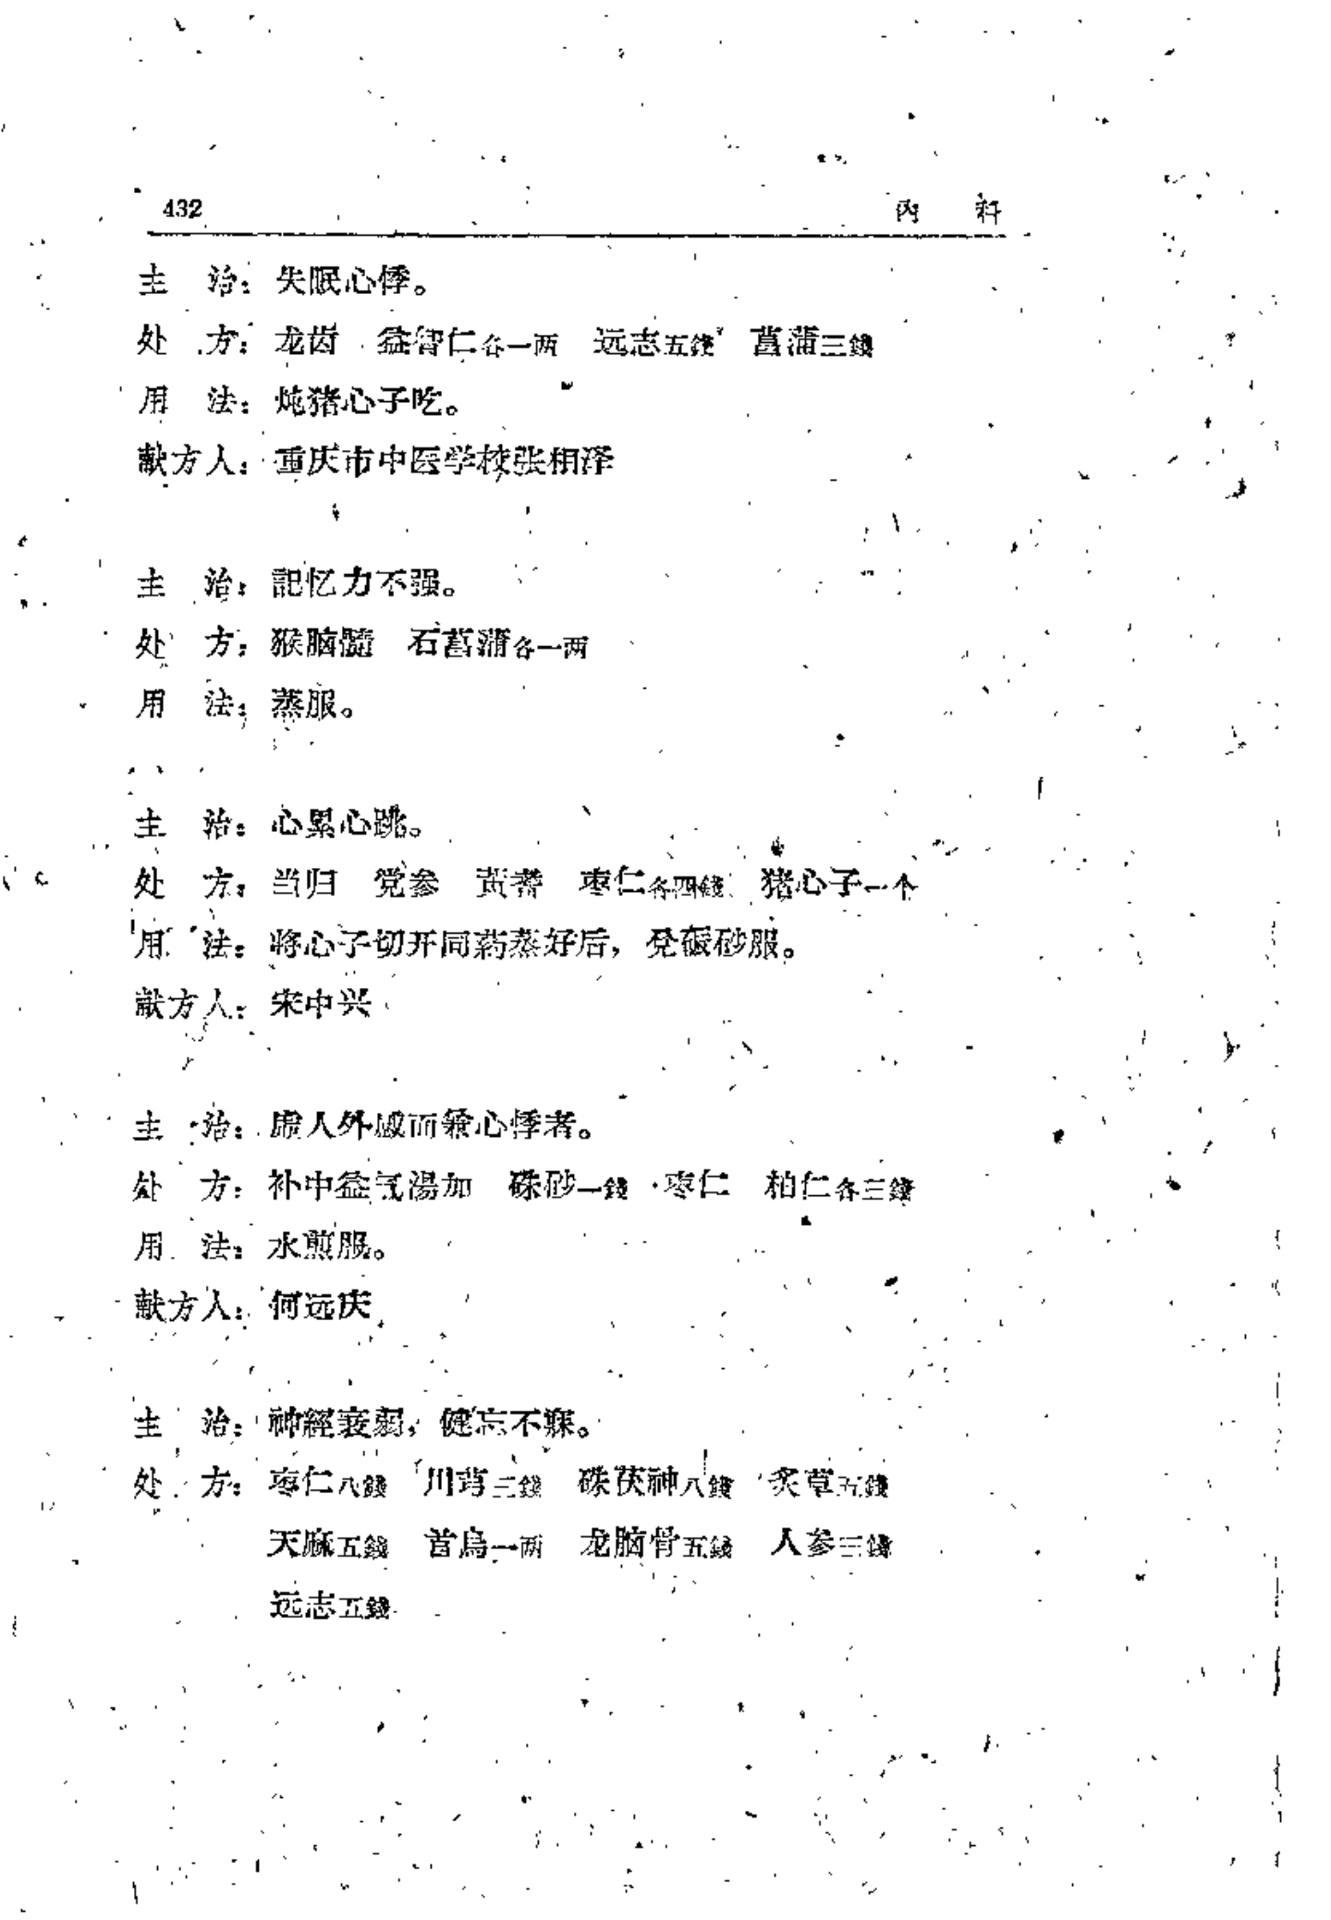 432 内 科
主 治：失眠心悸。
处 方：龙齿 益智仁各一两 远志五錢 菖蒲三錢
用 法：炖猪心子吃。
献方人：重庆市中医学校张相泽
主 治：記忆力不强。
处 方：猴脑髓 石菖蒲各一两
用 法：蒸服。
主 治：心累心跳。
处 方：当归 党参 黄蓍 枣仁各四錢 猪心子一个
用 法：将心子切开同药蒸好后，兑硃砂服。
献方人：宋中兴
主 治：虚人外感而兼心悸者。
处 方：补中益气湯加 硃砂一錢 枣仁 柏仁各三錢
用 法：水煎服。
献方人：何远庆
主 治：神經衰弱，健忘不寐。
处 方：枣仁八錢 川芎三錢 硃茯神八錢 炙草五錢
天麻五錢 首烏一两 龙脑骨五錢 人参三錢
远志五錢